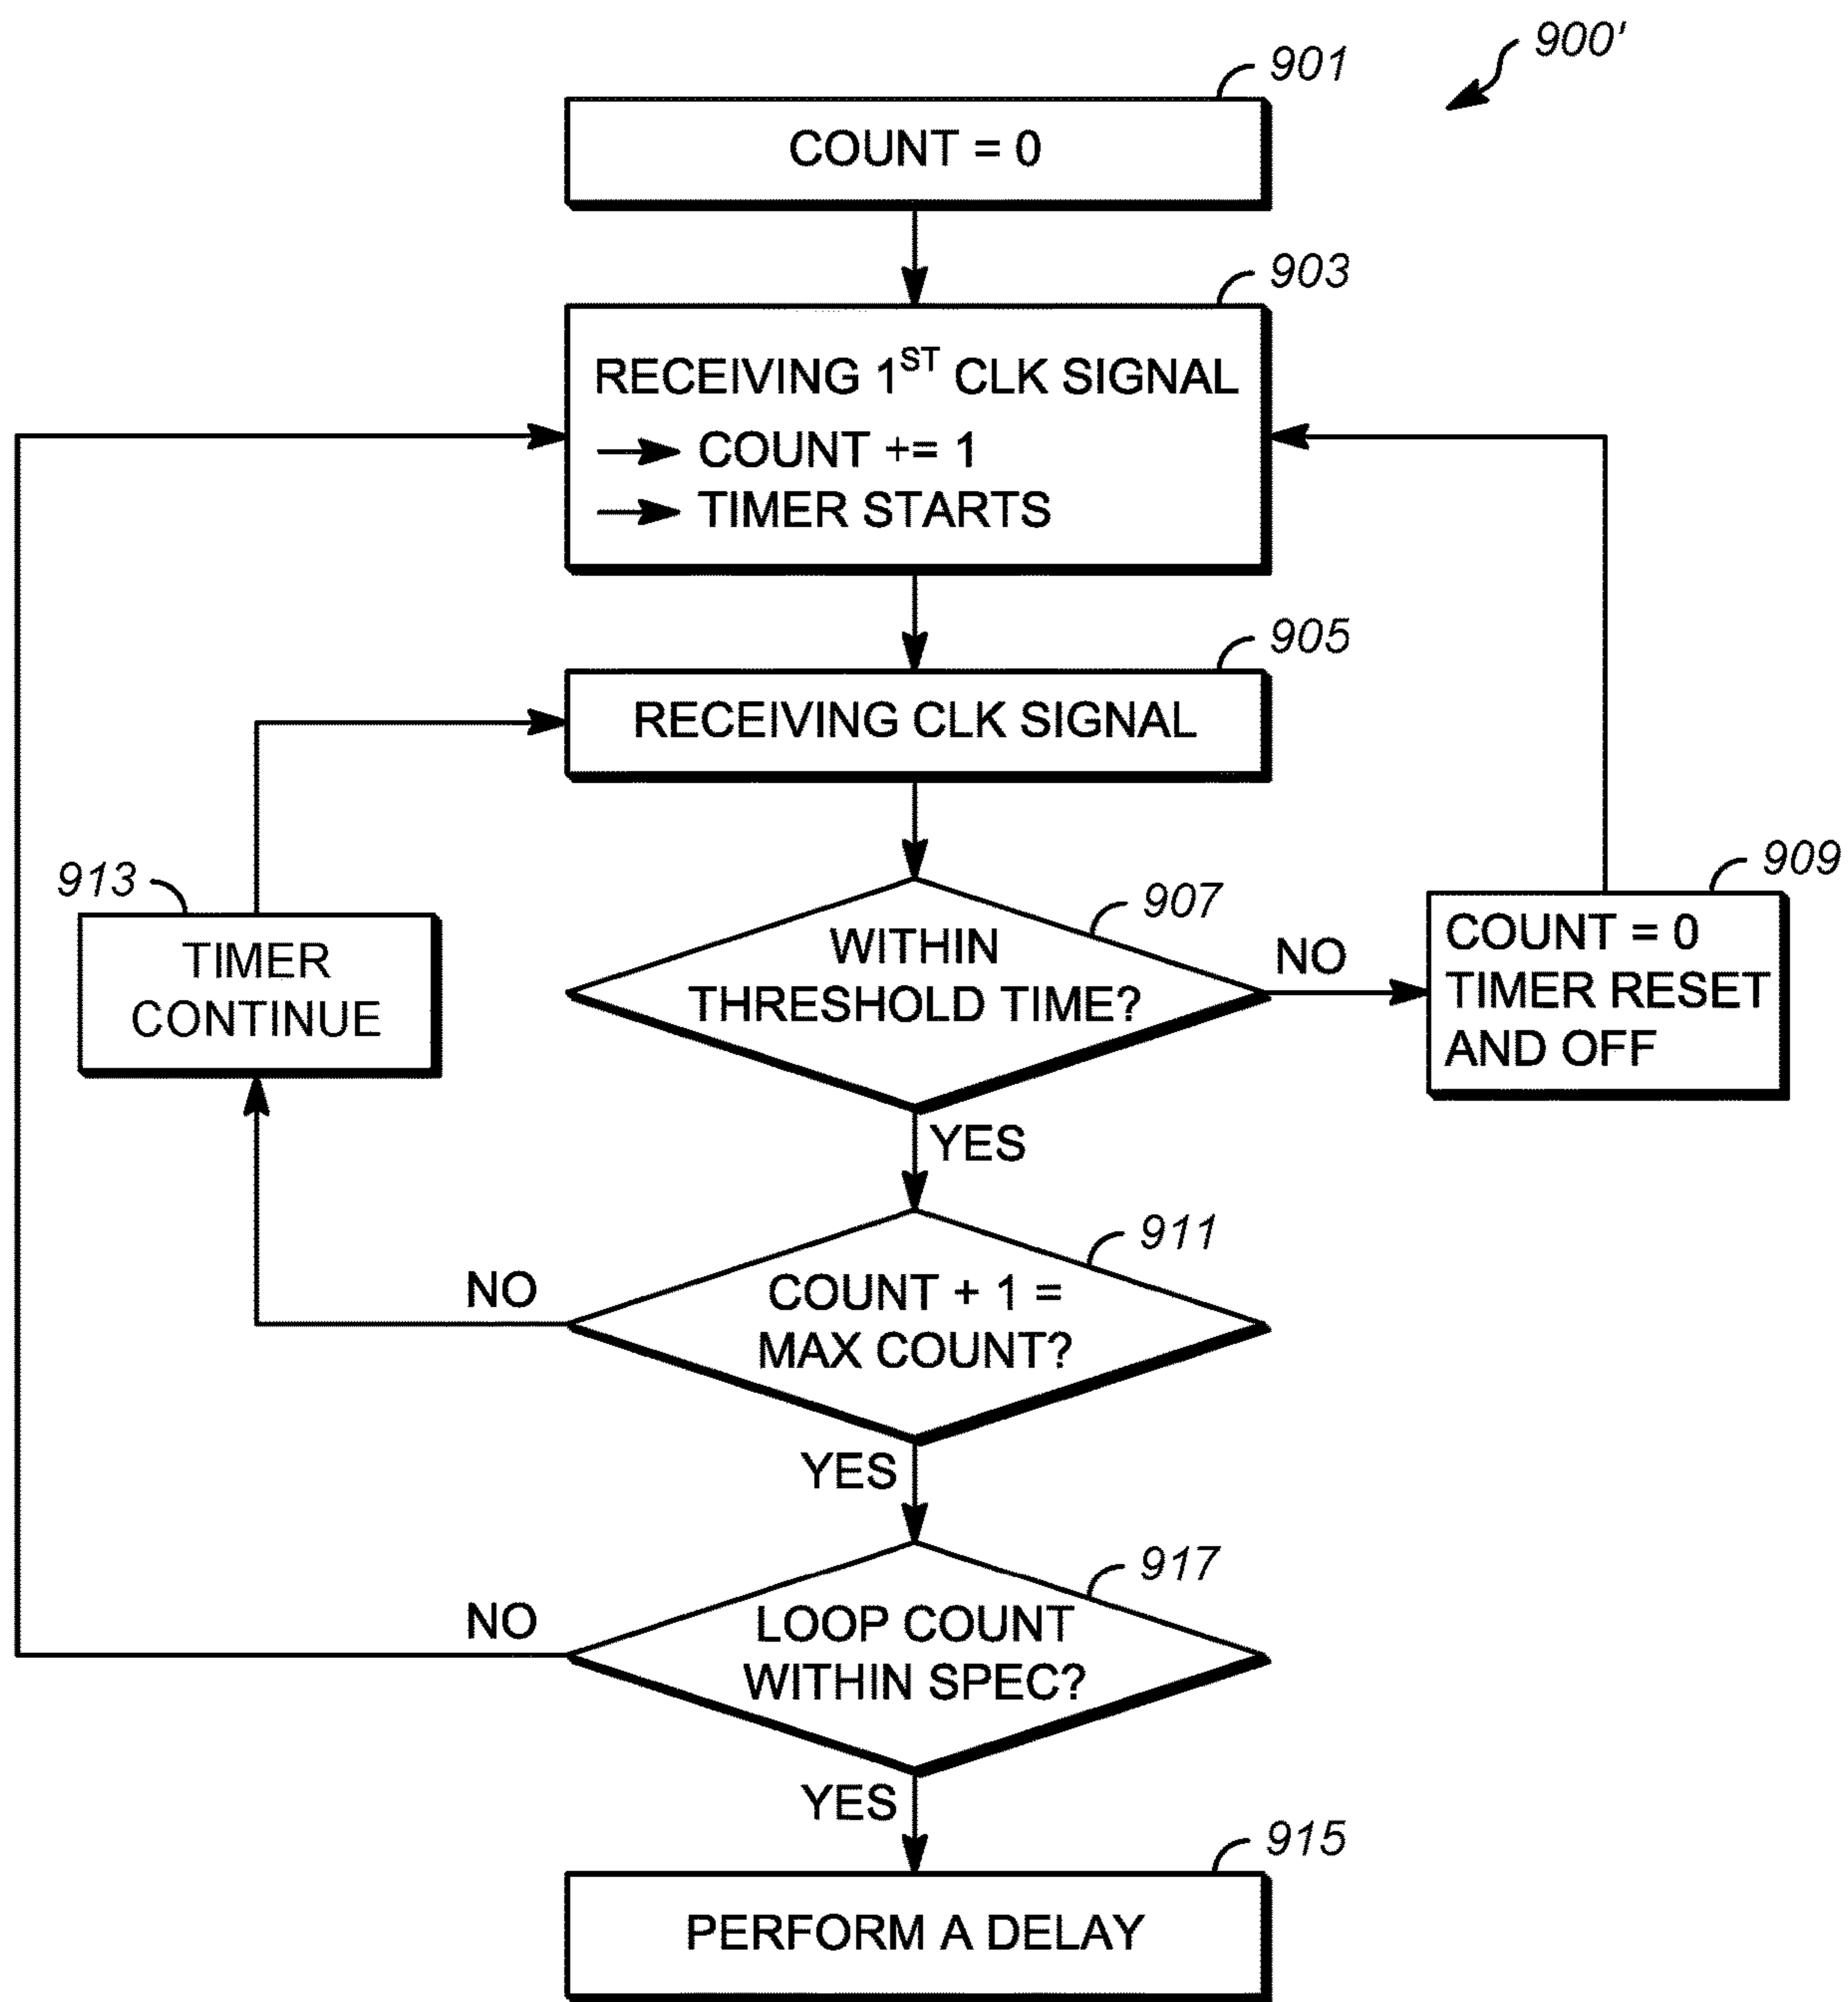 900'
901
COUNT = 0
903
RECEIVING 1ST CLK SIGNAL
→ COUNT += 1
→ TIMER STARTS
905
RECEIVING CLK SIGNAL
907
WITHIN
THRESHOLD TIME?
NO
909
COUNT = 0
TIMER RESET
AND OFF
913
TIMER
CONTINUE
YES
911
COUNT + 1 =
MAX COUNT?
NO
YES
917
LOOP COUNT
WITHIN SPEC?
NO
YES
915
PERFORM A DELAY